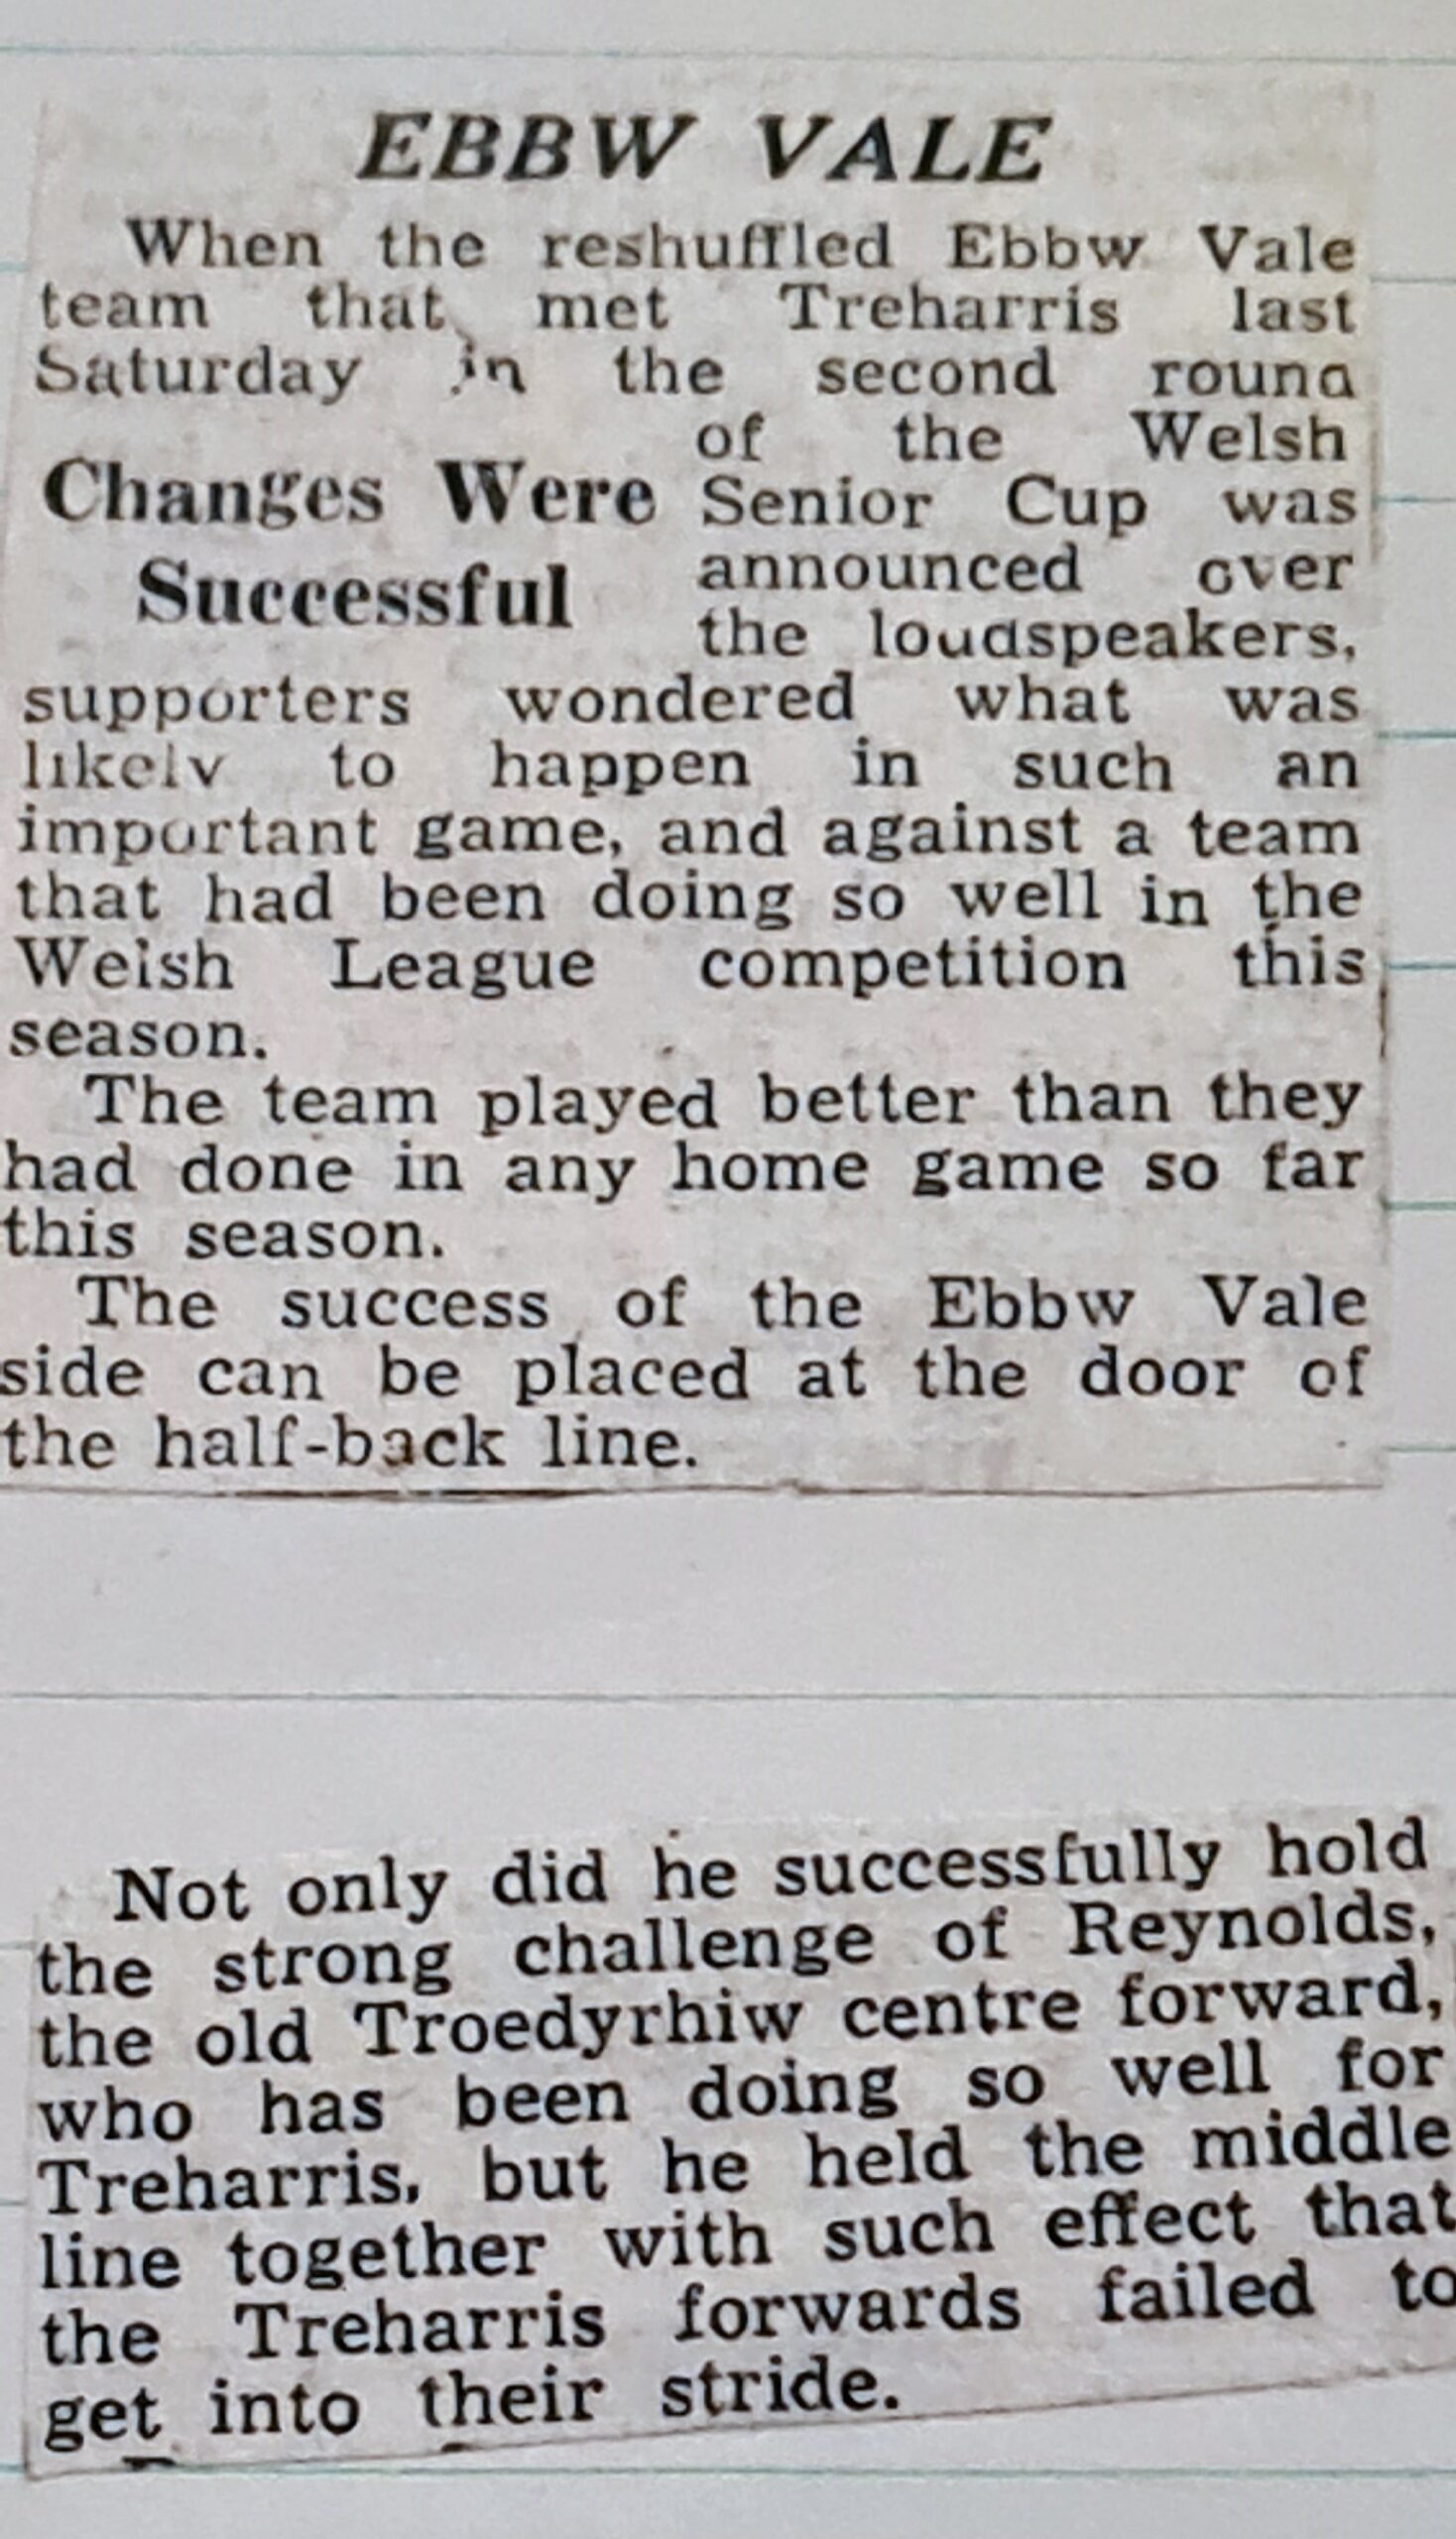 EBBW VALE
When the reshuffled Ebbw Vale
team that met Treharris last
Saturday in the second round
of the Welsh
Changes Were
Senior Cup was
announced over
Successful
the loudspeakers,
supporters wondered what was
likely to happen in such an
important game, and against a team
that had been doing so well in the
Welsh League competition this
season.
The team played better than they
had done in any home game so far
this season.
The success of the Ebbw Vale
side can be placed at the door of
the half-back line.
Not only did he successfully hold
the strong challenge of Reynolds,
the old Troedyrhiw centre forward,
who has been doing so well for
Treharris, but he held the middle
line together with such effect that
the Treharris forwards failed to
get into their stride.